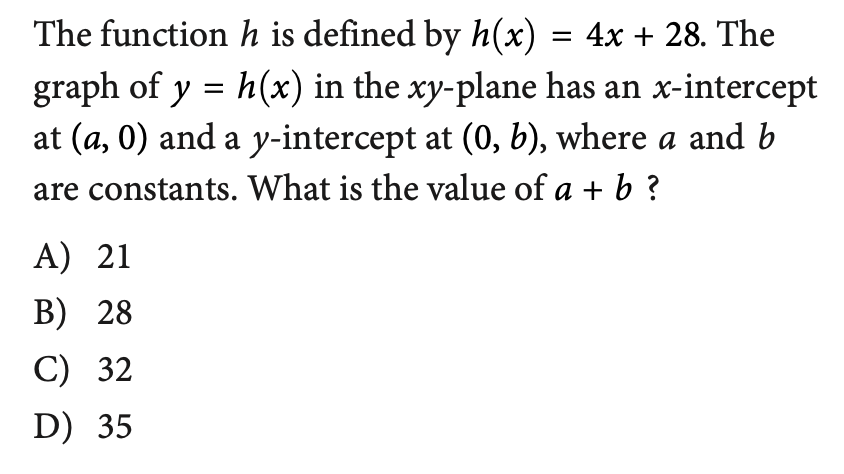 The function h is defined by h(x) = 4x + 28. The
graph of y = h(x) in the xy-plane has an x-intercept
at (a, 0) and a y-intercept at (0, b), where a and b
are constants. What is the value of a + b ?
A) 21
B) 28
C) 32
D) 35